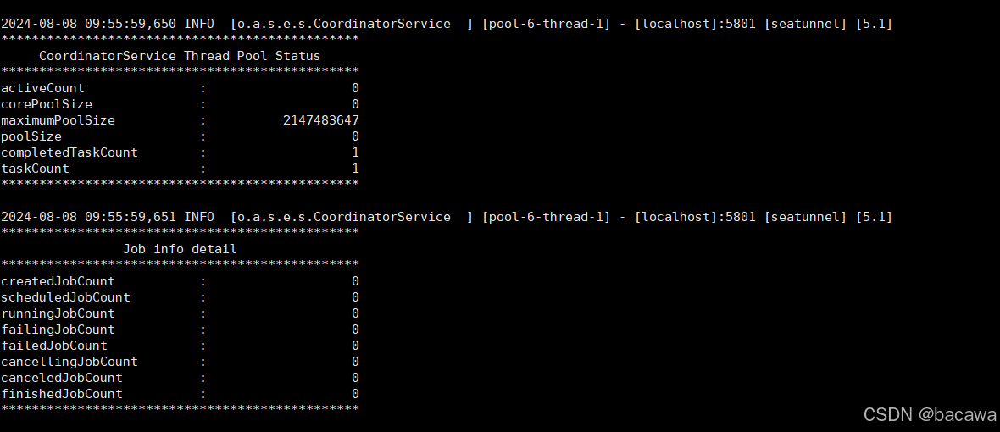 2024-08-08 09:55:59,650 INFO  [o.a.s.e.s.CoordinatorService  ] [pool-6-thread-1] - [localhost]:5801 [seatunnel] [5.1]
***********************************************
     CoordinatorService Thread Pool Status
***********************************************
activeCount               :                   0
corePoolSize              :                   0
maximumPoolSize           :          2147483647
poolSize                  :                   0
completedTaskCount        :                   1
taskCount                 :                   1
***********************************************
2024-08-08 09:55:59,651 INFO  [o.a.s.e.s.CoordinatorService  ] [pool-6-thread-1] - [localhost]:5801 [seatunnel] [5.1]
***********************************************
                Job info detail
***********************************************
createdJobCount           :                   0
scheduledJobCount         :                   0
runningJobCount           :                   0
failingJobCount           :                   0
failedJobCount            :                   0
cancellingJobCount        :                   0
canceledJobCount          :                   0
finishedJobCount          :                   0
***********************************************
CSDN @bacawa